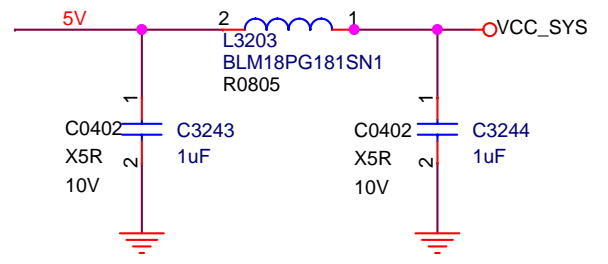 5V
2
1
VCC_SYS
L3203
BLM18PG181SN1
R0805
1
C0402
C3243
X5R
2
1uF
10V
1
C0402
C3244
X5R
2
1uF
10V